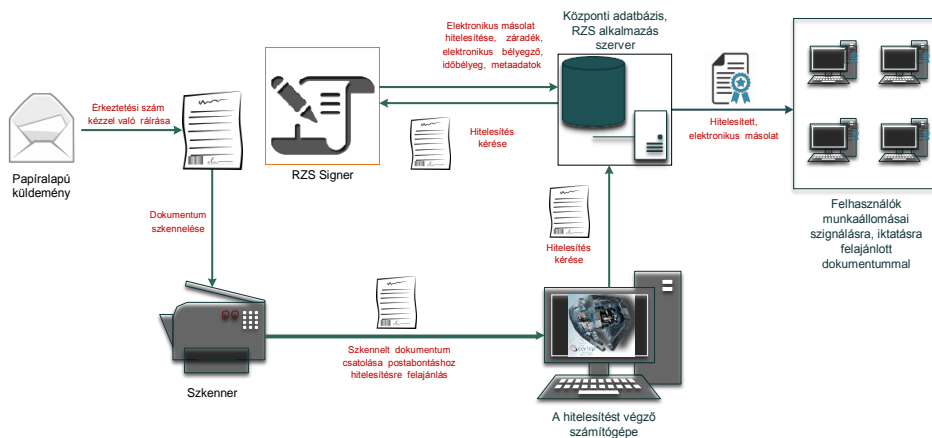 Papíralapú
küldemény
Erkeztetési szám
kézzel való ráírása
Dokumentum
szkennelése
Szkenner
Szkennelt dokumentum
csatolása postabontáshoz
hitelesítésre felajánlás
A hitelesítést végző
számítógépe
Hitelesítés
kérése
RZS Signer
Elektronikus másolat
hitelesítése, záradék,
elektronikus bélyegző,
időbélyeg, metaadatok
Hitelesítés
kérése
Központi adatbázis,
RZS alkalmazás
szerver
Hitelesített,
elektronikus másolat
Felhasználók
munkaállomásai
szignálásra, iktatásra
felajánlott
dokumentummal